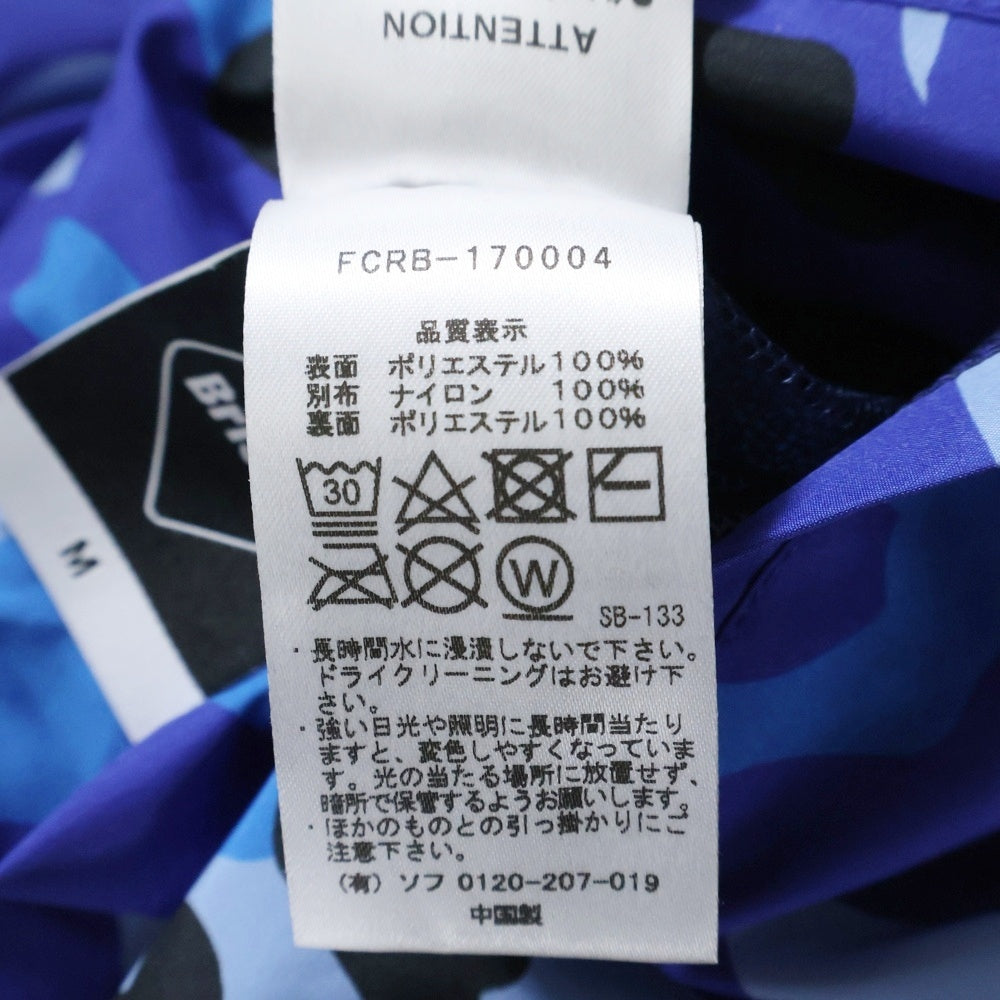 ATTENTION
FCRB-170004
品質表示
表面 ポリエステル100%
別布 ナイロン 100%
裏面 ポリエステル100%
30
W
SB-133
・長時間水に浸漬しないで下さい。
ドライクリーニングはお避け下
さい。
・強い日光や照明に長時間当たり
ますと、変色しやすくなっていま
す。光の当たる場所に放置せず、
暗所で保管するようお願いします。
・ほかのものとの引っ掛かりにご
注意下さい。
(有) ソフ 0120-207-019
中国製
Bris
M